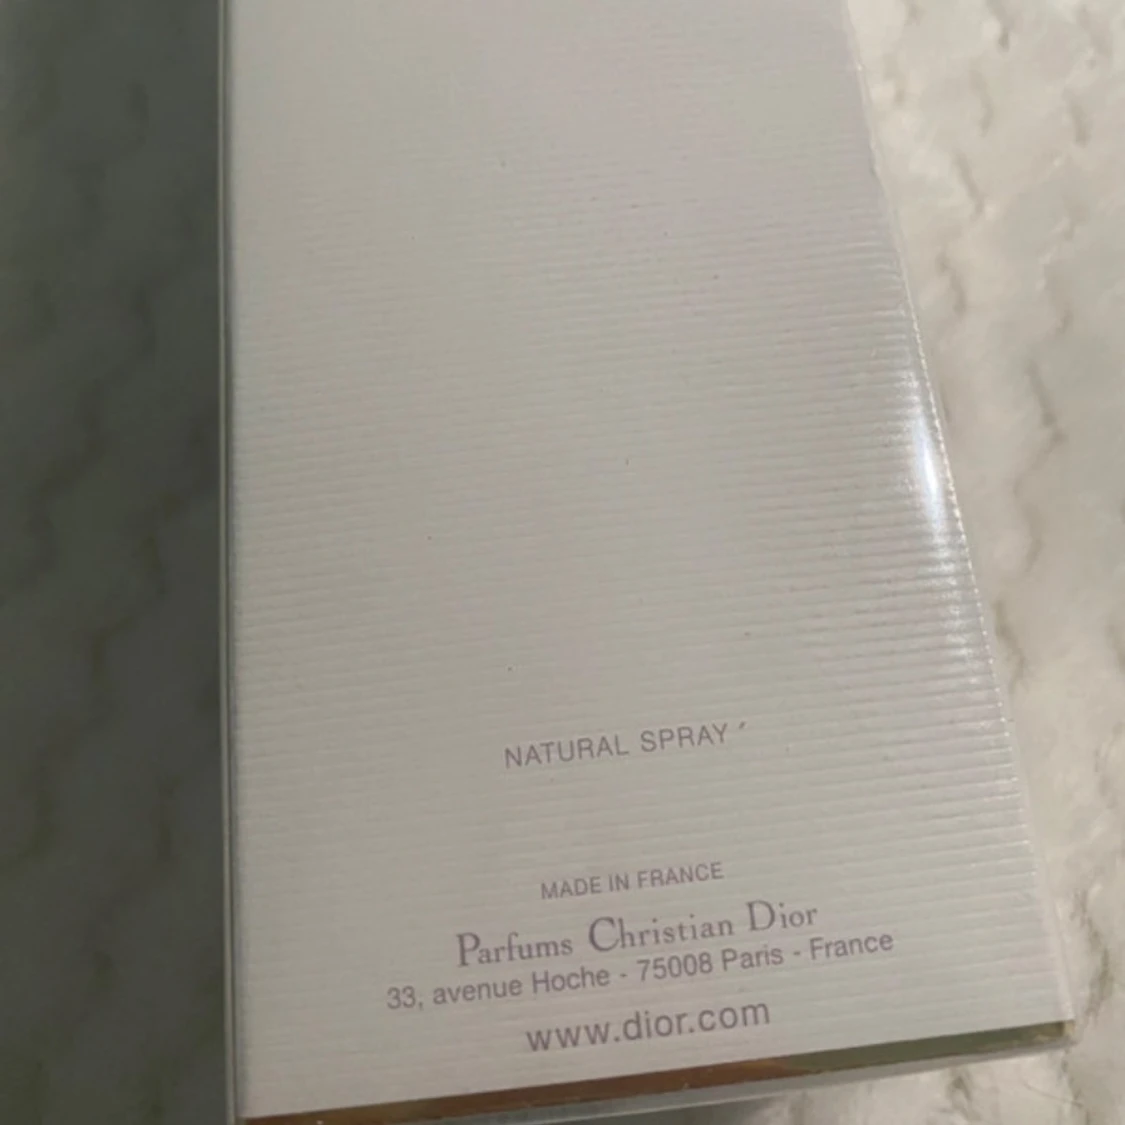 NATURAL SPRAY
MADE IN FRANCE
Parfums Christian Dior
33, avenue Hoche - 75008 Paris - France
www.dior.com